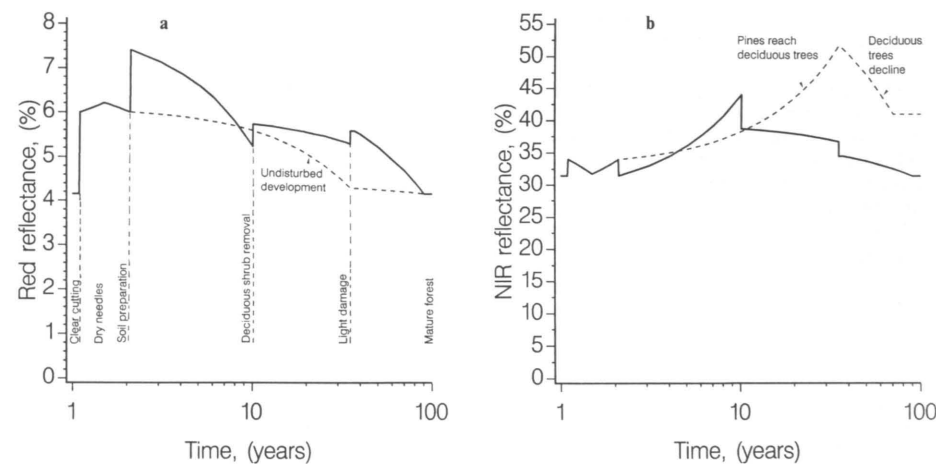 a
8
7
6
5
4
3
2
1
0
Red reflectance, (%)
Undisturbed
development
Clear cutting
Dry needles
Soil preparation
Deciduous shrub removal
Light damage
Mature forest
1
10
100
Time, (years)
b
55
50
45
40
35
30
25
20
15
10
5
0
NIR reflectance, (%)
Pines reach
deciduous trees
Deciduous
trees
decline
1
10
100
Time, (years)